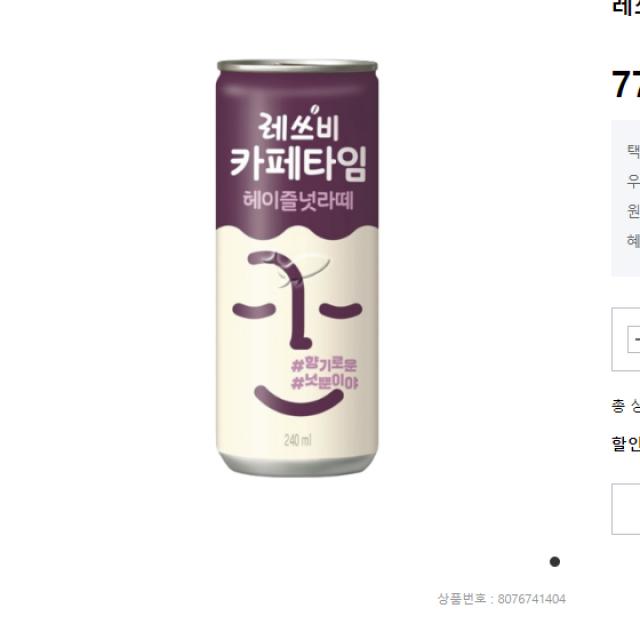 레쓰비
카페타임
헤이즐넛라떼
#향기로운
#넛뿐이야
240 ml
상품번호 : 8076741404
77
택
우
원
혜
총 상
할인